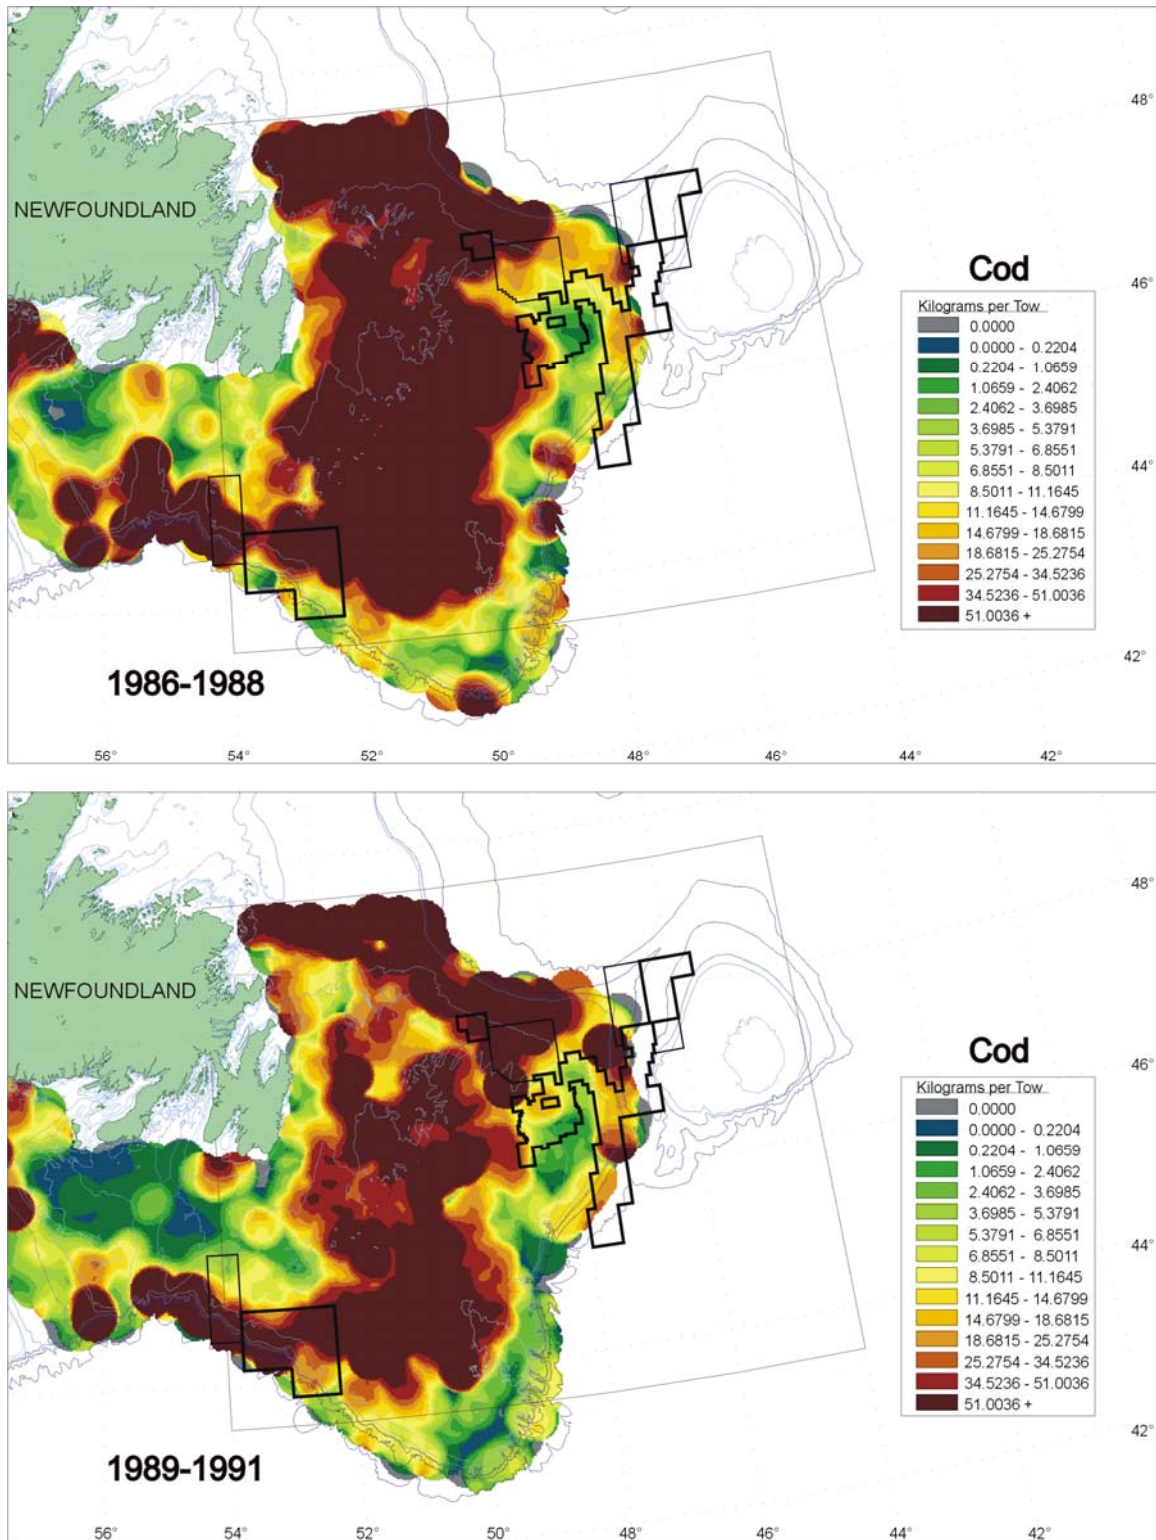 48°
NEWFOUNDLAND
Cod
46°
Kilograms per Tow
0.0000
0.0000 - 0.2204
0.2204 - 1.0659
1.0659 - 2.4062
2.4062 - 3.6985
3.6985 - 5.3791
5.3791 - 6.8551
6.8551 - 8.5011
8.5011 - 11.1645
11.1645 - 14.6799
14.6799 - 18.6815
18.6815 - 25.2754
25.2754 - 34.5236
34.5236 - 51.0036
51.0036 +
44°
42°
1986-1988
56° 54° 52° 50° 48° 46° 44° 42°
48°
NEWFOUNDLAND
Cod
46°
Kilograms per Tow
0.0000
0.0000 - 0.2204
0.2204 - 1.0659
1.0659 - 2.4062
2.4062 - 3.6985
3.6985 - 5.3791
5.3791 - 6.8551
6.8551 - 8.5011
8.5011 - 11.1645
11.1645 - 14.6799
14.6799 - 18.6815
18.6815 - 25.2754
25.2754 - 34.5236
34.5236 - 51.0036
51.0036 +
44°
42°
1989-1991
56° 54° 52° 50° 48° 46° 44° 42°